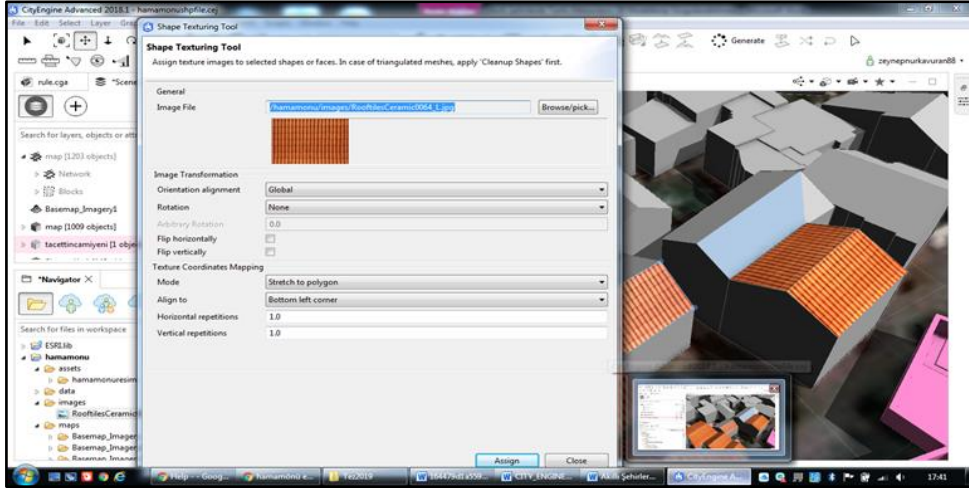 CityEngine Advanced 2018.1 - hamamonushpfile.cej
File Edit Select Layer
Shape Texturing Tool
Shape Texturing Tool
Assign texture images to selected shapes or faces. In case of triangulated meshes, apply 'Cleanup Shapes' first.
Generate
zeynepnurkavuran88
rule.cga
"Scene
General
Image File
/hamamonu/images/RooftilesCeramic0064_L.jpg
Browse/pick...
Search for layers, objects or att
map [1203 objects]
Network
Blocks
Basemap_Imagery1
map [1009 objects]
tacettincamiyeni [1 obje
Image Transformation
Orientation alignment
Global
Rotation
None
Arbitrary Rotation
0.0
Flip horizontally
Flip vertically
Texture Coordinates Mapping
Mode
Stretch to polygon
Align to
Bottom left corner
Horizontal repetitions
1.0
Vertical repetitions
1.0
*Navigator
Search for files in workspace
ESRI.lib
hamamonu
assets
hamamonuresim
data
images
RooftilesCeramic
maps
Basemap_Imager
Basemap_Imager
Basemap_Imager
Assign
Close
Help - Goog...
hamamönü e...
Tez2019
CITY_ENGINE...
Akıllı Şehirler...
CityEngine A...
17:41